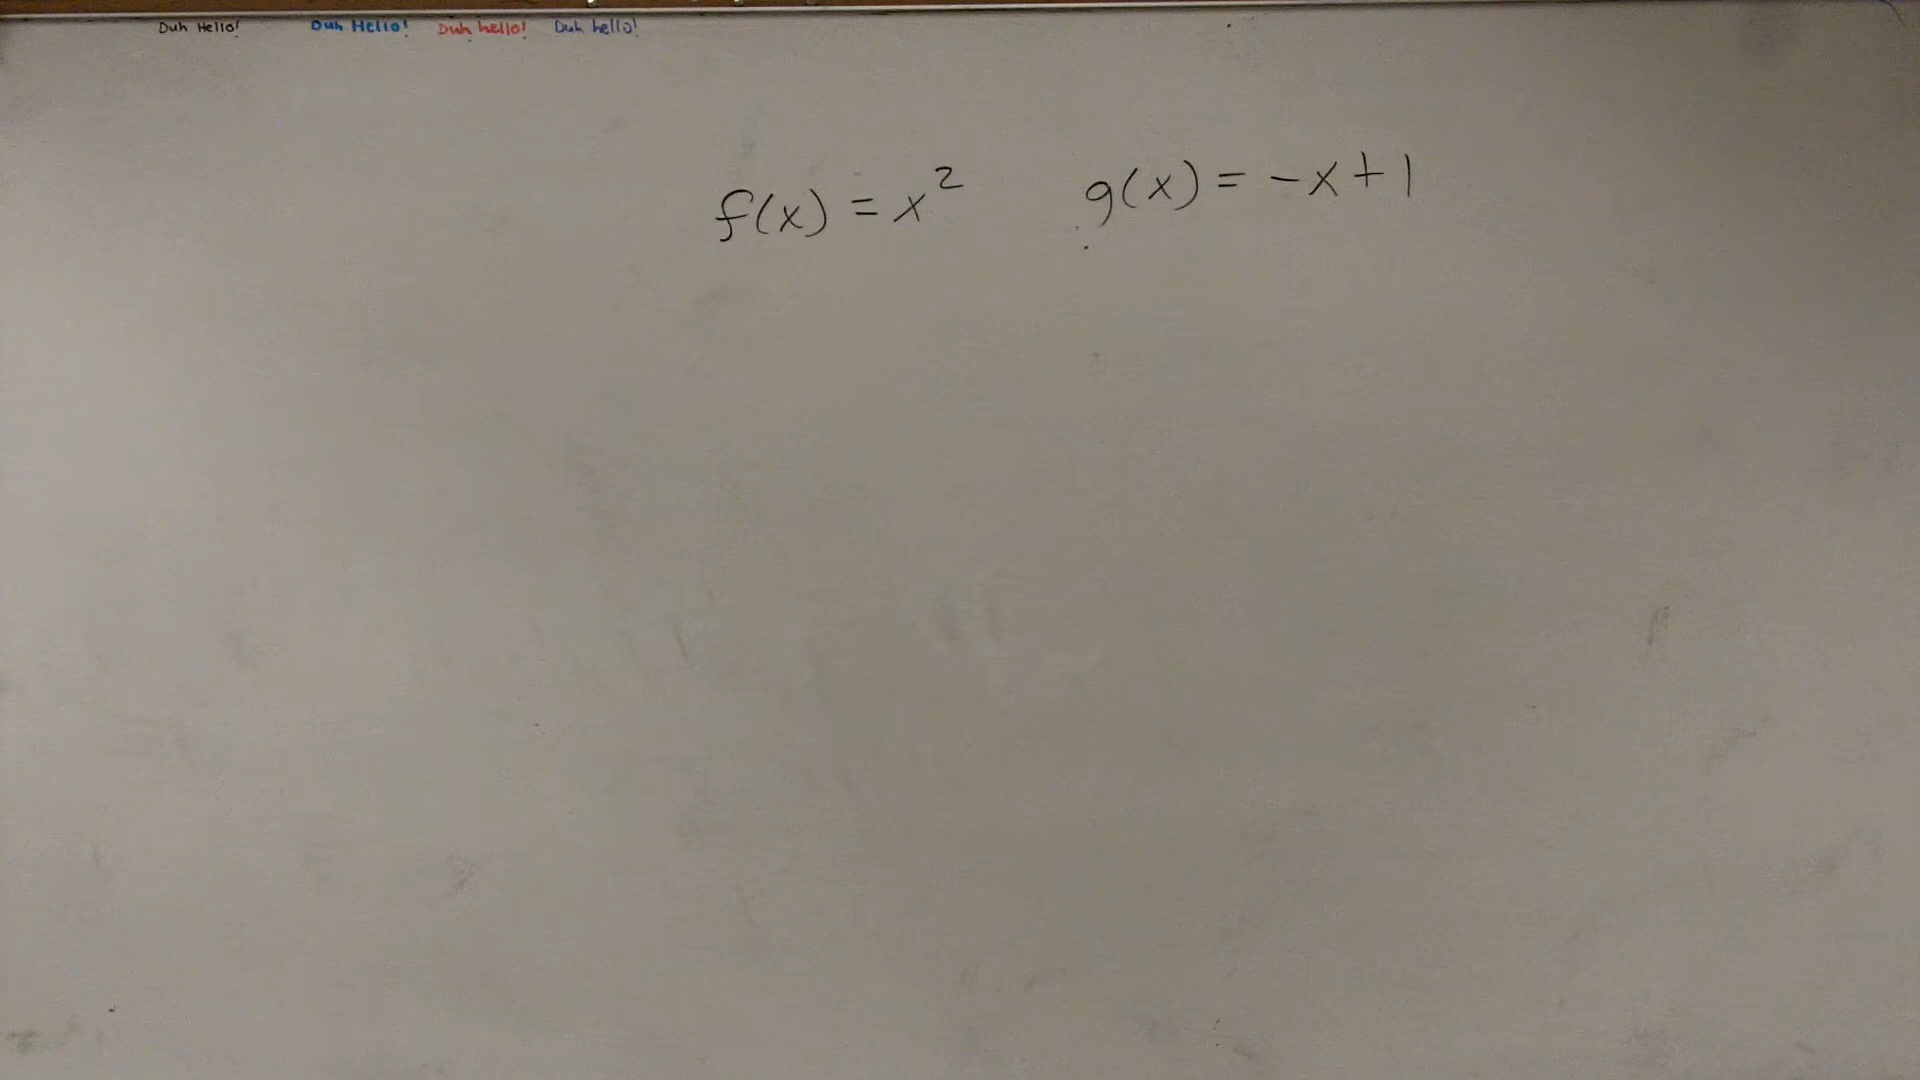 Duh Hello! Duh Hello! Duh hello! Duh hello!
f(x) = x² g(x) = -x+1